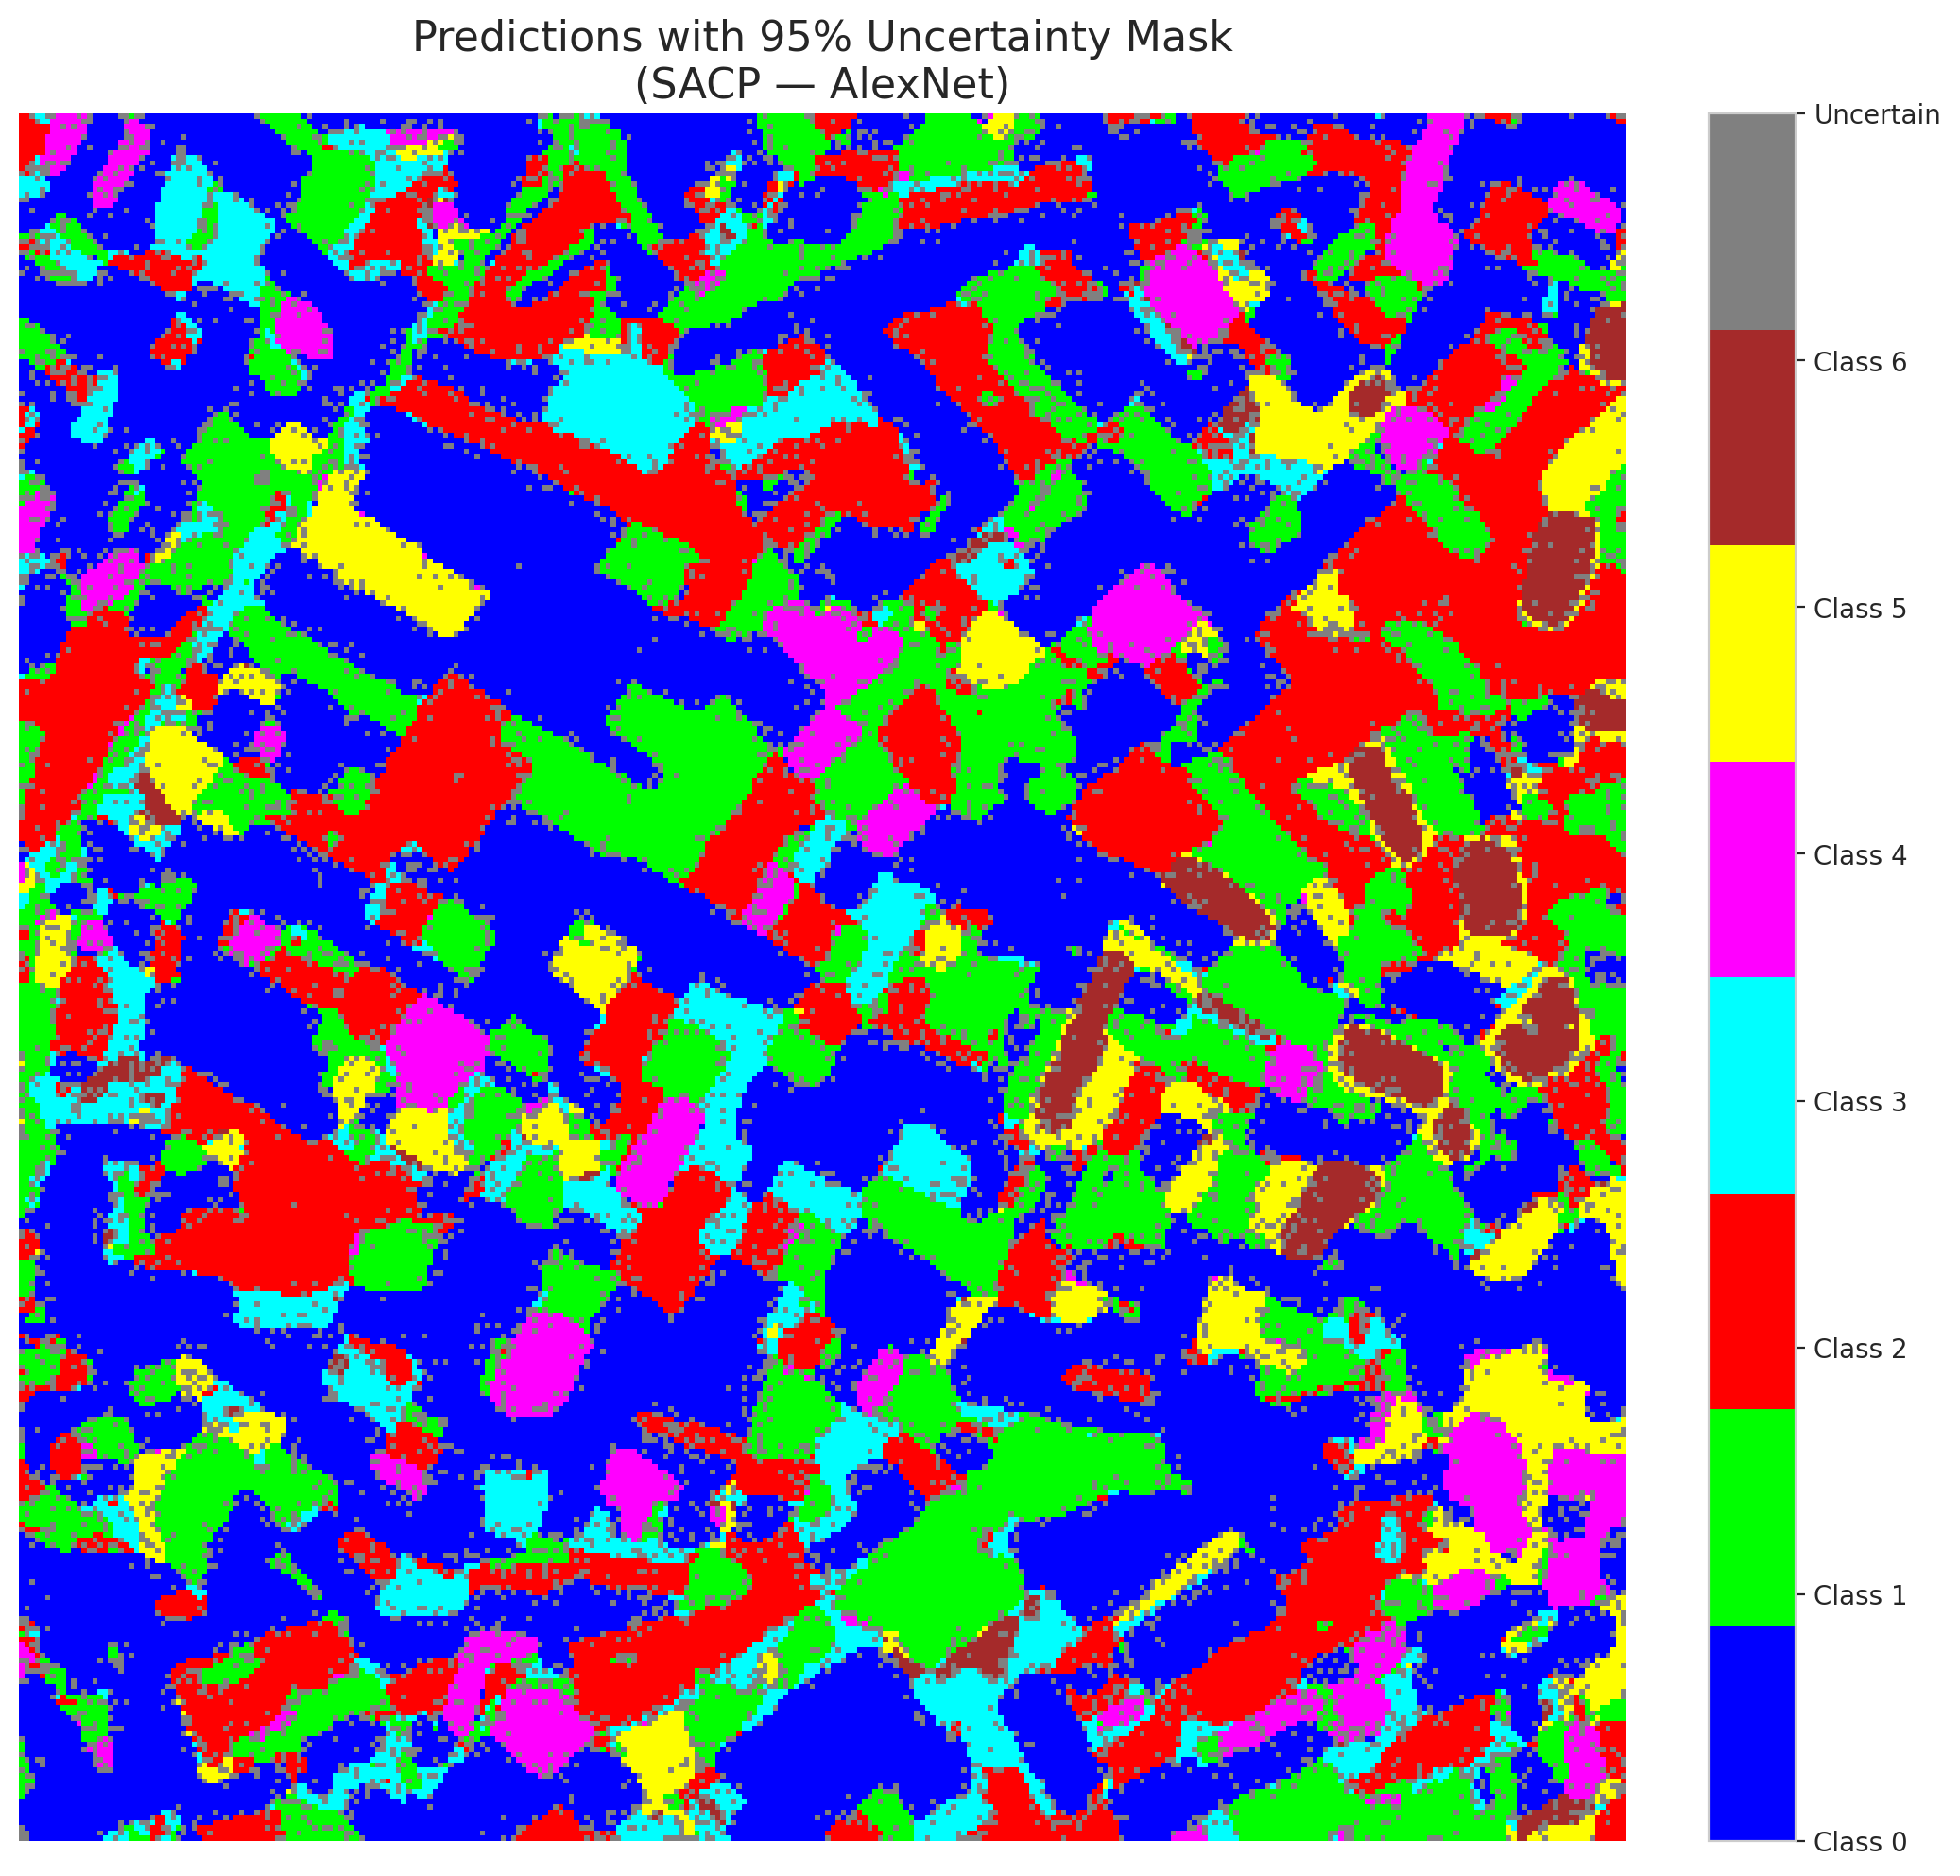 Predictions with 95% Uncertainty Mask
(SACP — AlexNet)
Uncertain
Class 6
Class 5
Class 4
Class 3
Class 2
Class 1
Class 0